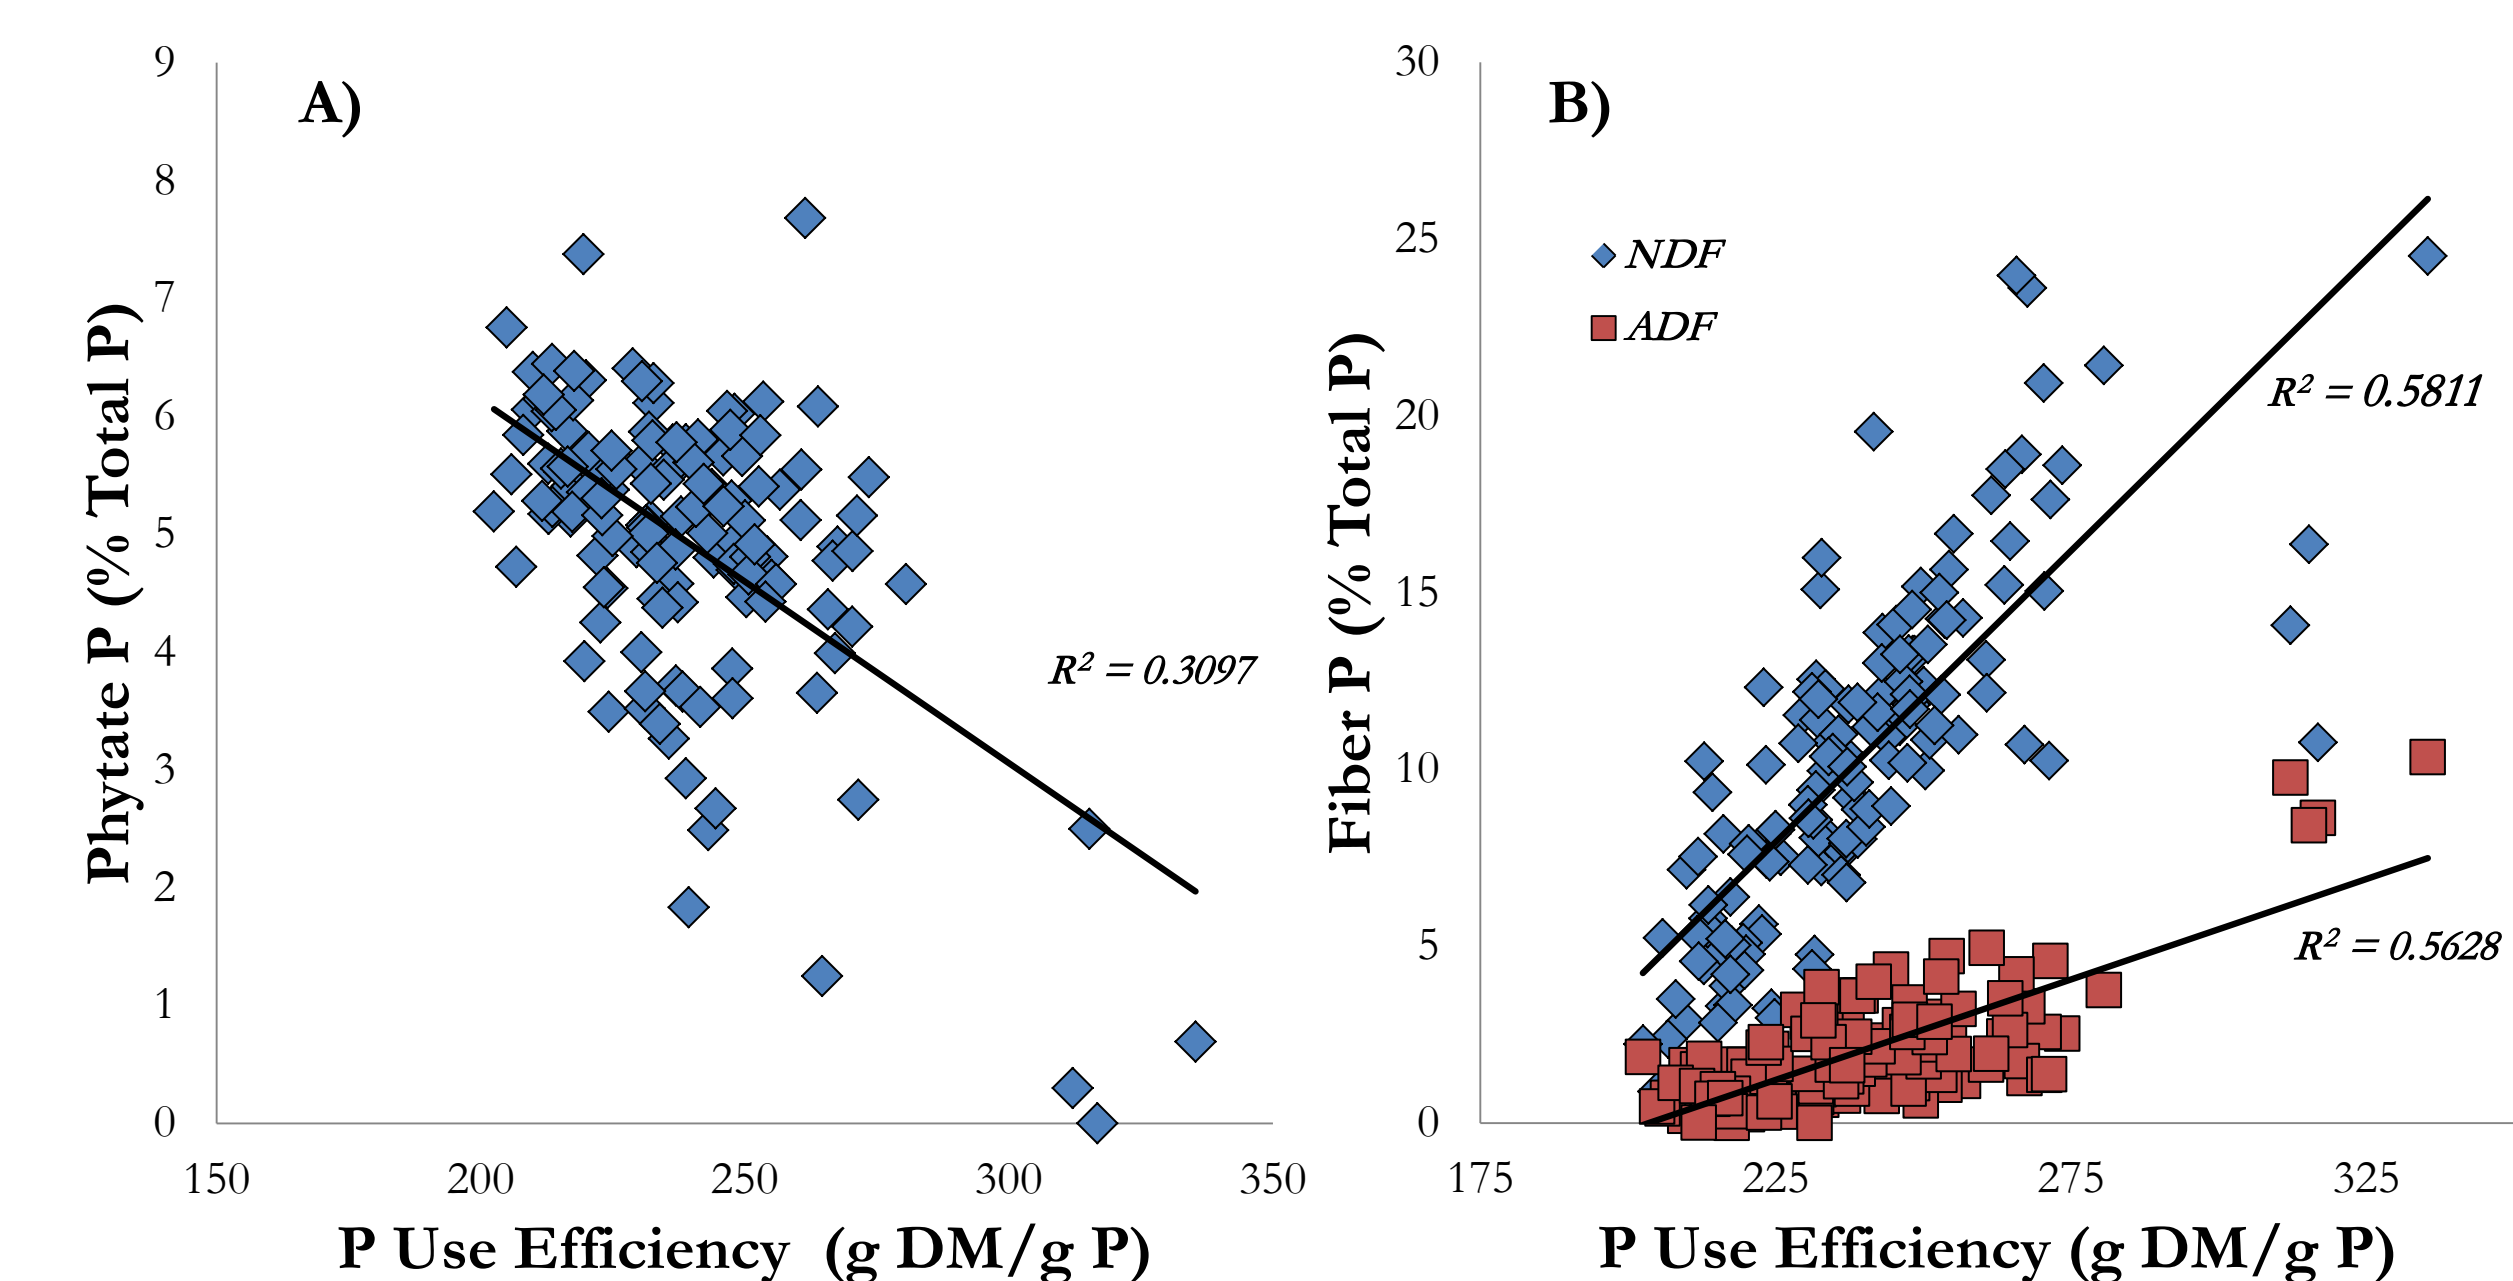 A)
Phytate P (% Total P)
9
8
7
6
5
4
3
2
1
0
R² = 0.3097
150 200 250 300 350
P Use Efficiency (g DM/g P)
B)
Fiber P (% Total P)
30
25
20
15
10
5
0
NDF
ADF
R² = 0.5811
R² = 0.5628
175 225 275 325
P Use Efficiency (g DM/g P)